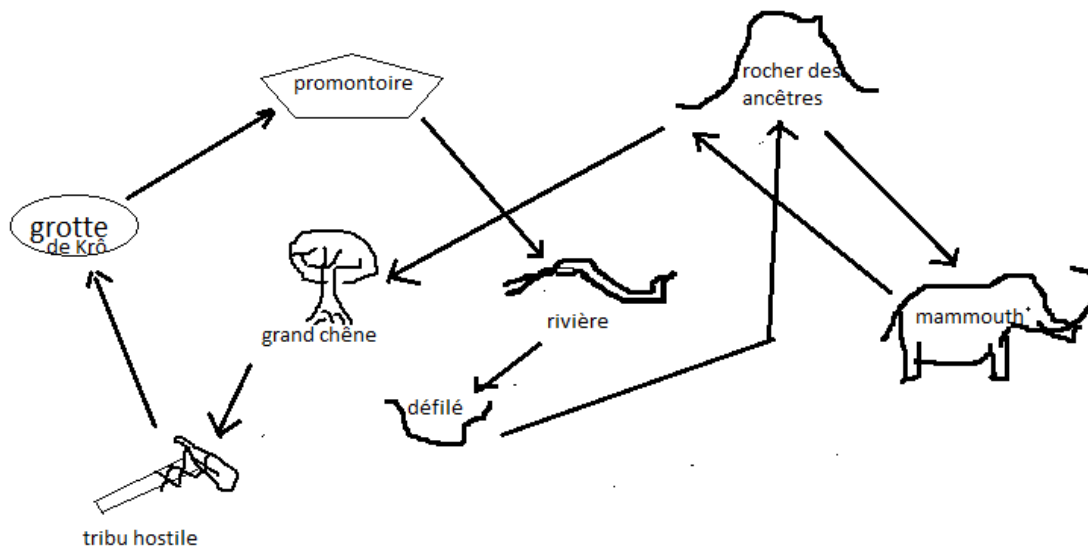 promontoire
rocher des
ancêtres
grotte
de Krô
grand chêne
rivière
mammouth
défilé
tribu hostile